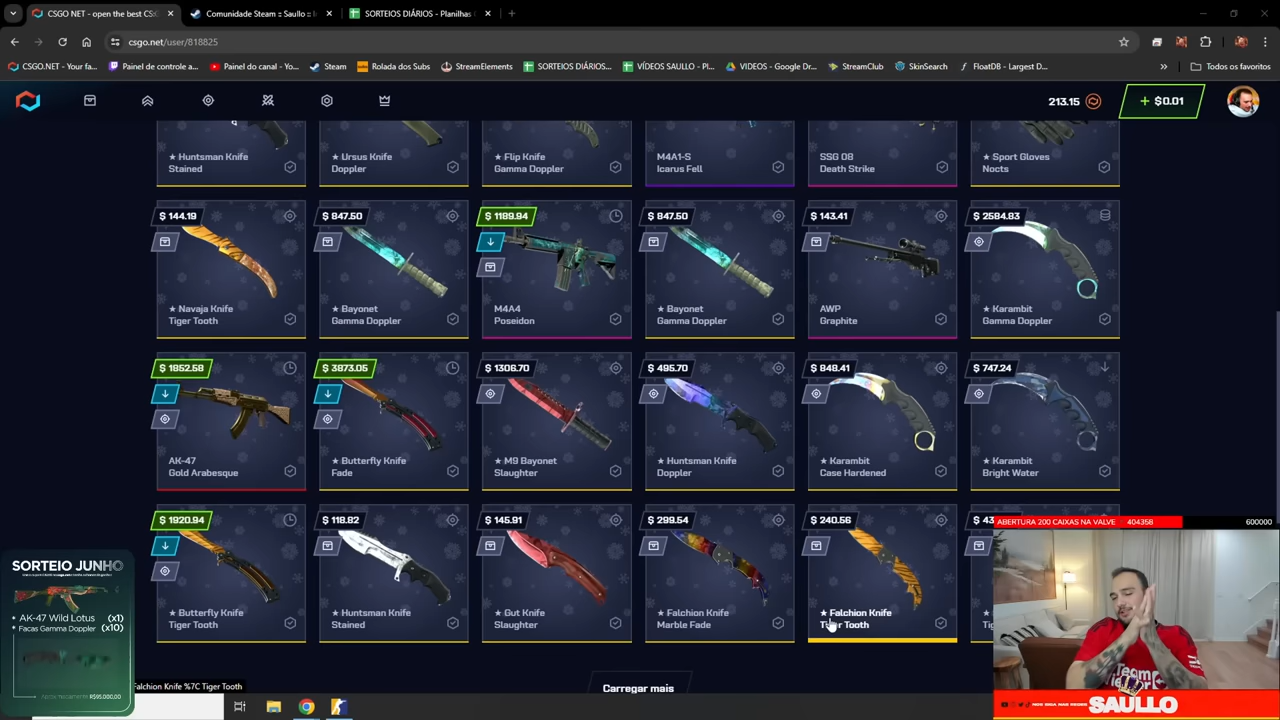 CSGO NET - open the best CS
Comunidade Steam :: Saullo ::
SORTEIOS DIÁRIOS - Planilhas
csgo.net/user/818825
CSGO.NET - Your fa...
Painel de controle a...
Painel do canal - Yo...
Steam
Rolada dos Subs
StreamElements
SORTEIOS DIÁRIOS...
VÍDEOS SAULLO - Pl...
VIDEOS - Google Dr...
StreamClub
SkinSearch
FloatDB - Largest D...
Todos os favoritos
213.15
+ $0.01
★ Huntsman Knife
Stained
★ Ursus Knife
Doppler
★ Flip Knife
Gamma Doppler
M4A1-S
Icarus Fell
SSG 08
Death Strike
★ Sport Gloves
Nocts
$ 144.19
★ Navaja Knife
Tiger Tooth
$ 847.50
★ Bayonet
Gamma Doppler
$ 1189.94
M4A4
Poseidon
$ 847.50
★ Bayonet
Gamma Doppler
$ 143.41
AWP
Graphite
$ 2584.83
★ Karambit
Gamma Doppler
$ 1852.58
AK-47
Gold Arabesque
$ 3873.05
★ Butterfly Knife
Fade
$ 1306.70
★ M9 Bayonet
Slaughter
$ 495.70
★ Huntsman Knife
Doppler
$ 848.41
★ Karambit
Case Hardened
$ 747.24
★ Karambit
Bright Water
$ 1920.94
★ Butterfly Knife
Tiger Tooth
$ 118.82
★ Huntsman Knife
Stained
$ 145.91
★ Gut Knife
Slaughter
$ 299.54
★ Falchion Knife
Marble Fade
$ 240.56
★ Falchion Knife
Tiger Tooth
ABERTURA 200 CAIXAS NA VALVE 404358 600000
SORTEIO JUNHO
• AK-47 Wild Lotus (x1)
• Facas Gamma Doppler (x10)
Falchion Knife %7C Tiger Tooth
Carregar mais
SAULLO